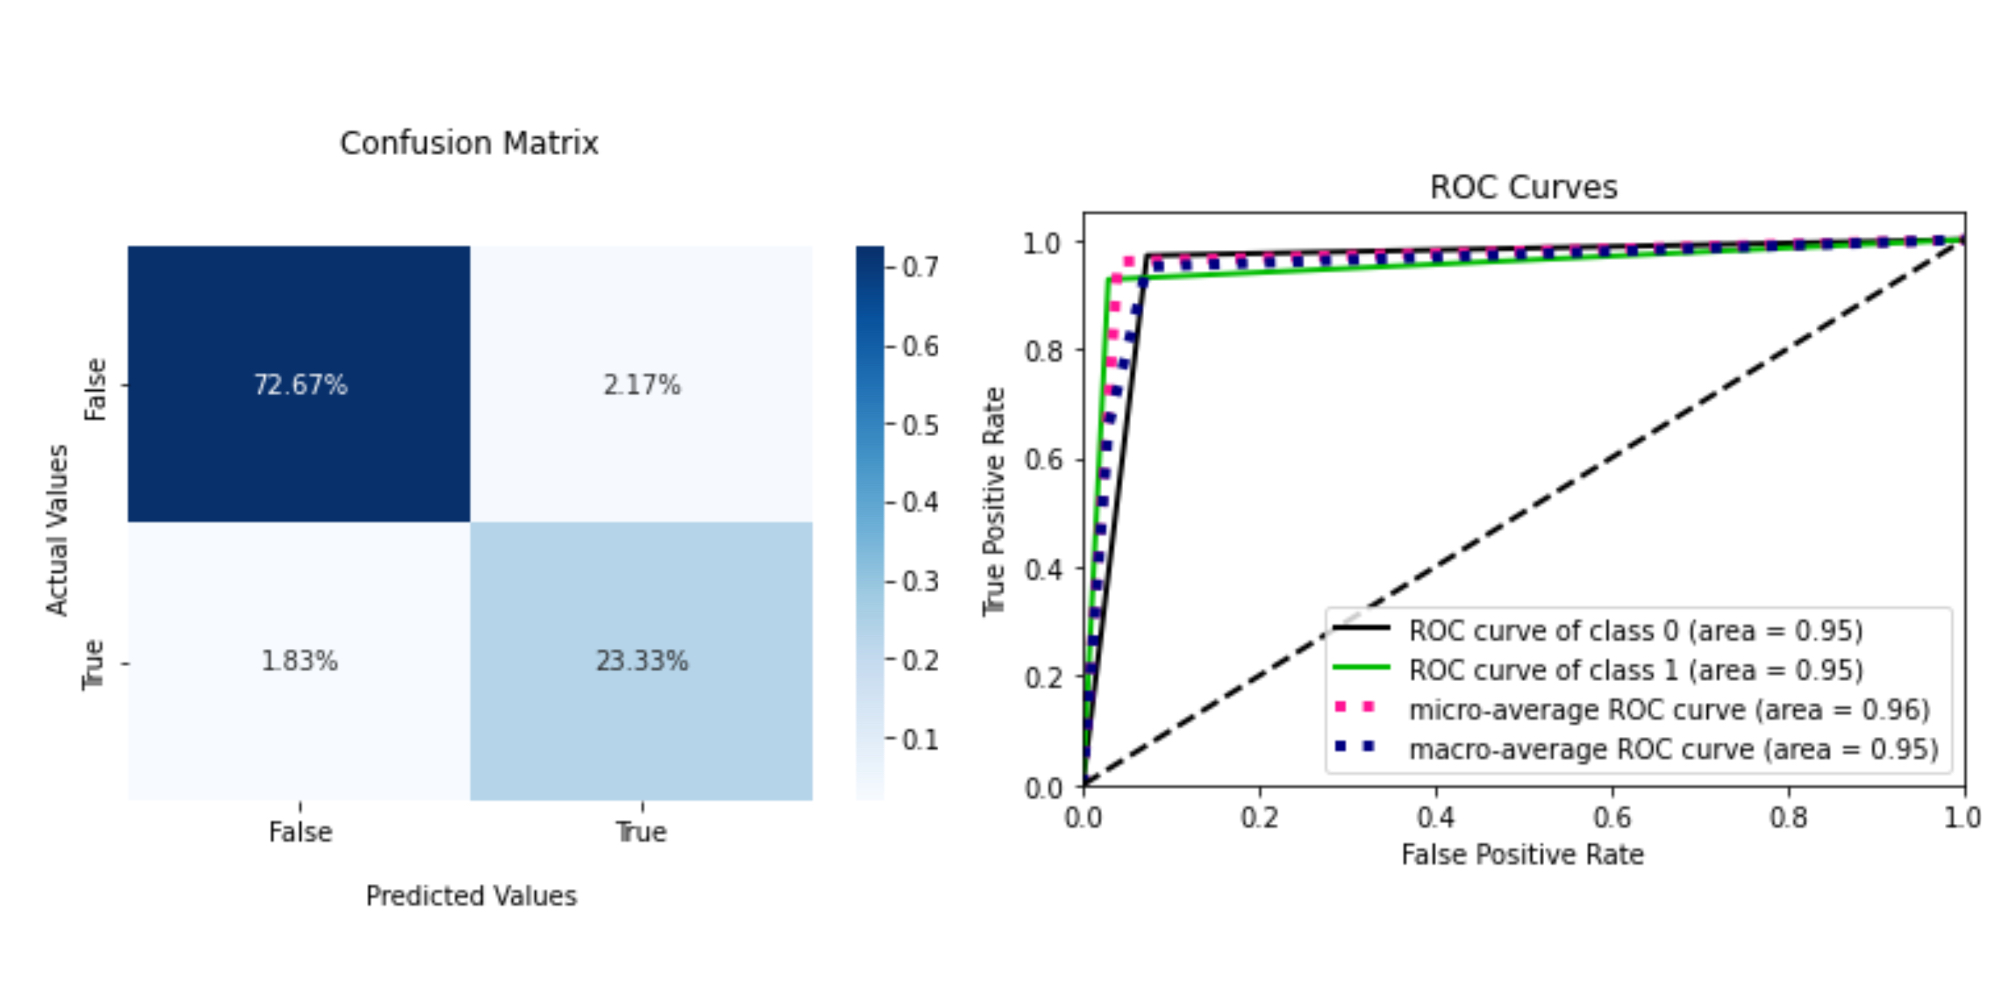 Confusion Matrix
Actual Values
False
True
72.67%
2.17%
1.83%
23.33%
False
True
Predicted Values
0.7
0.6
0.5
0.4
0.3
0.2
0.1
ROC Curves
True Positive Rate
1.0
0.8
0.6
0.4
0.2
0.0
ROC curve of class 0 (area = 0.95)
ROC curve of class 1 (area = 0.95)
micro-average ROC curve (area = 0.96)
macro-average ROC curve (area = 0.95)
0.0
0.2
0.4
0.6
0.8
1.0
False Positive Rate